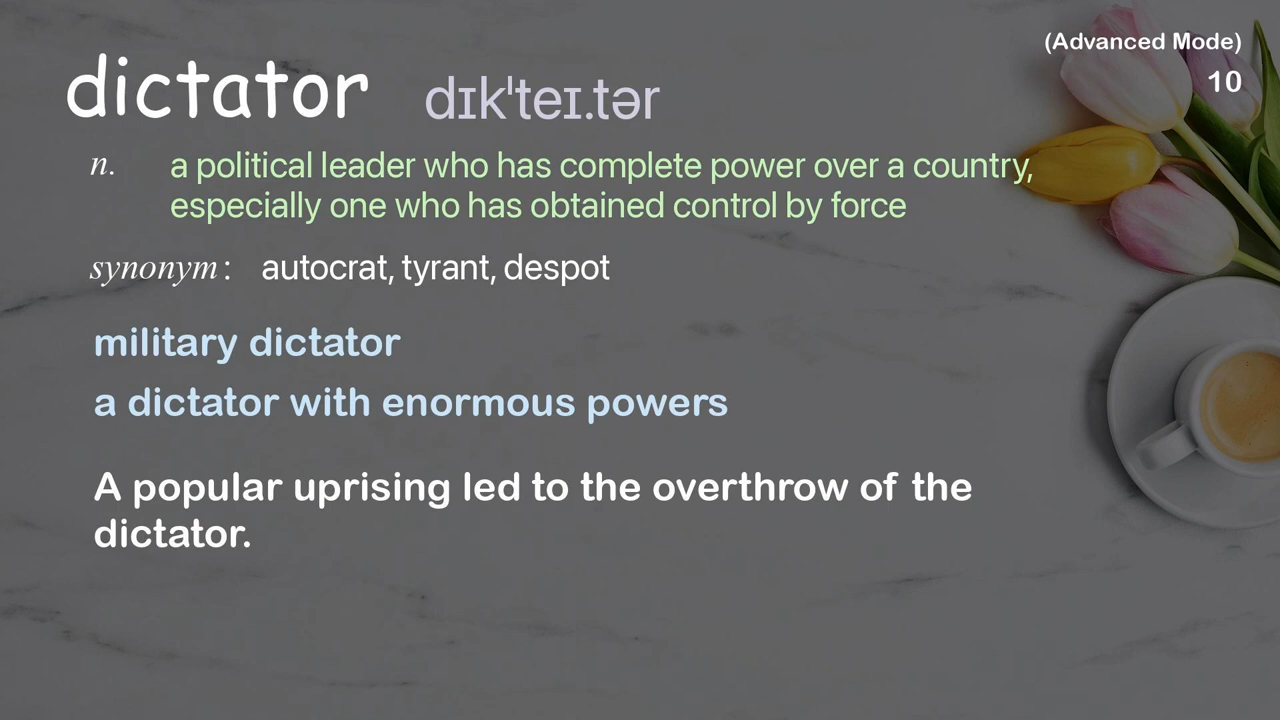 (Advanced Mode)
10
dictator dɪkˈteɪ.tər
n. a political leader who has complete power over a country,
especially one who has obtained control by force
synonym: autocrat, tyrant, despot
military dictator
a dictator with enormous powers
A popular uprising led to the overthrow of the
dictator.